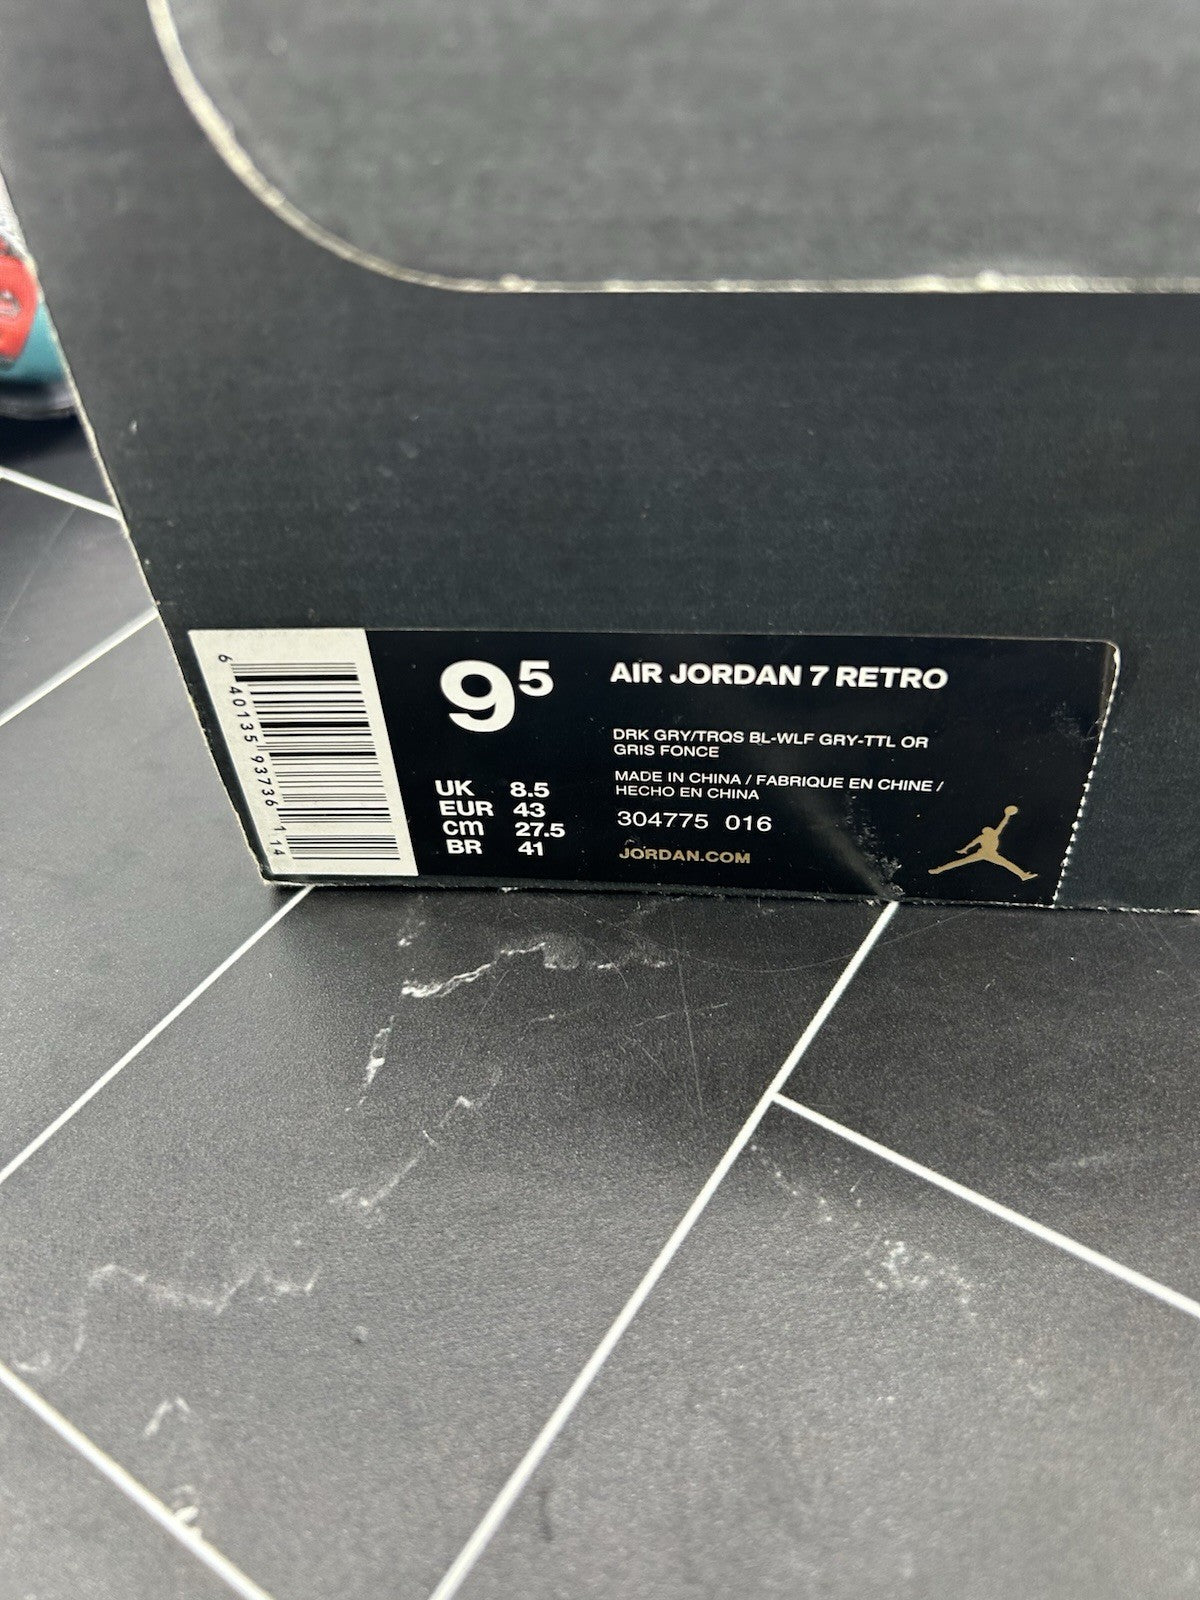 9⁵
AIR JORDAN 7 RETRO
DRK GRY/TRQS BL-WLF GRY-TTL OR
GRIS FONCE
MADE IN CHINA / FABRIQUE EN CHINE /
HECHO EN CHINA
304775 016
JORDAN.COM
UK 8.5
EUR 43
cm 27.5
BR 41
6 40135 93736 1 14